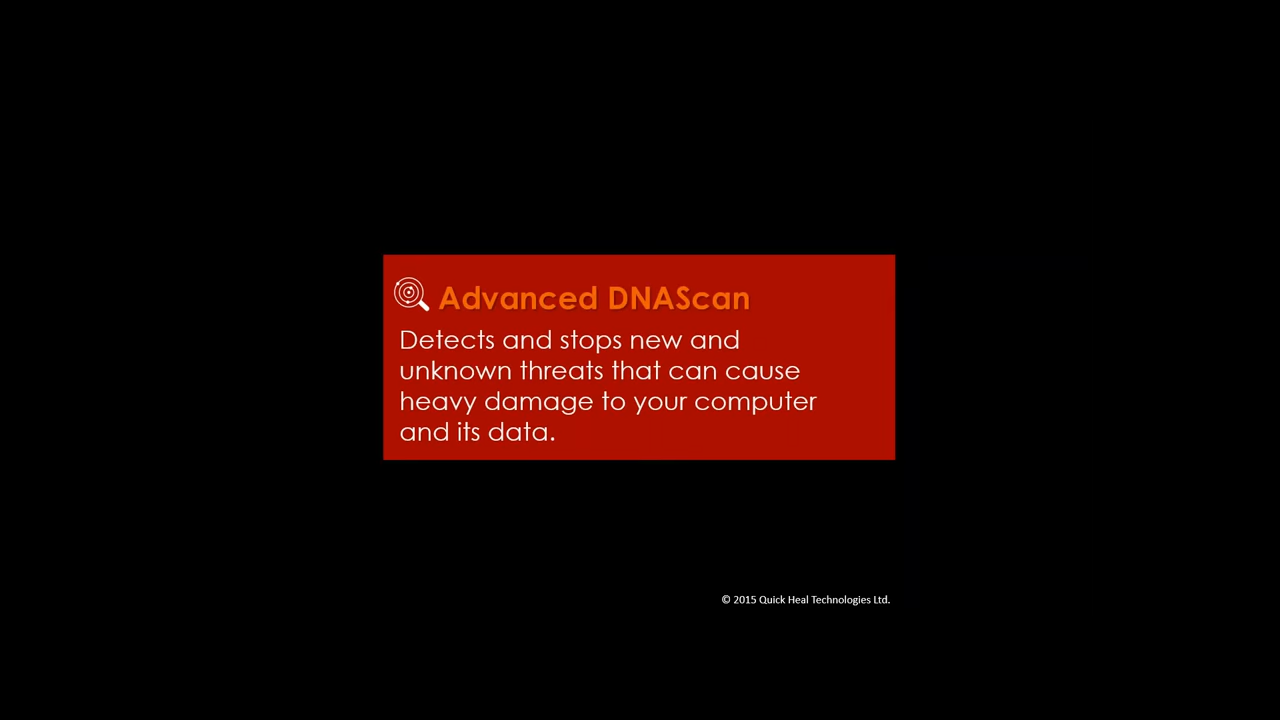 Advanced DNAScan
Detects and stops new and
unknown threats that can cause
heavy damage to your computer
and its data.
© 2015 Quick Heal Technologies Ltd.